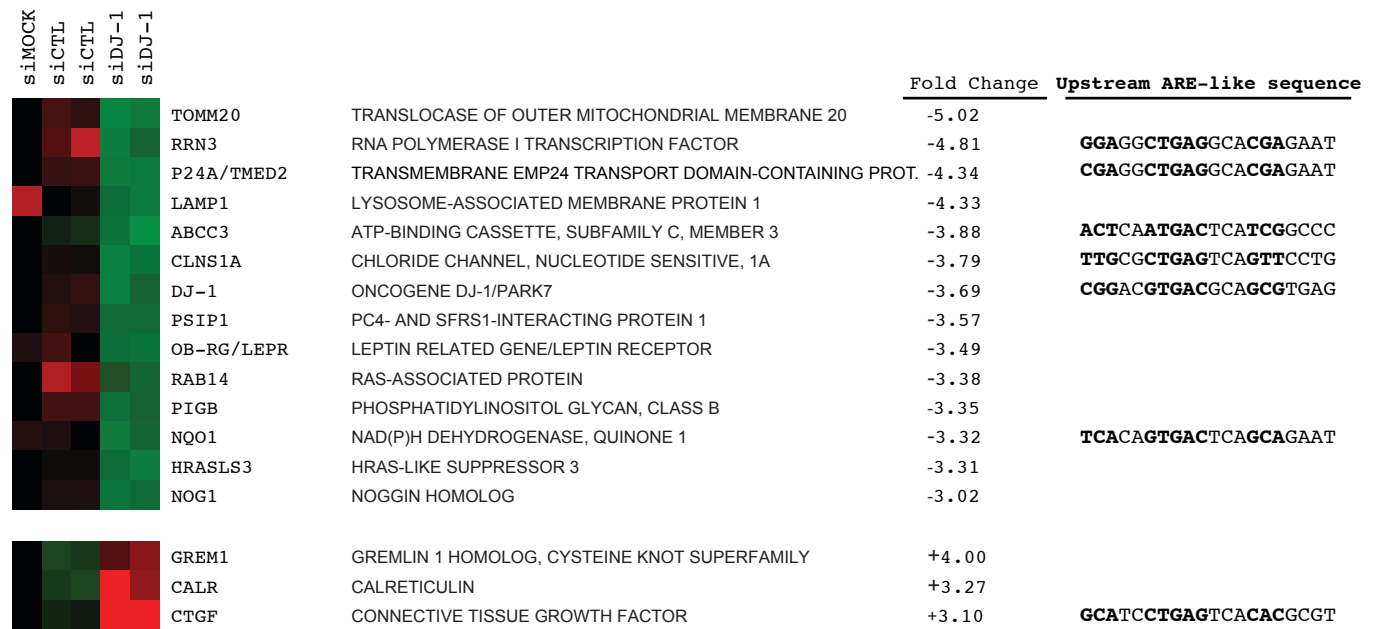 siMOCK siCTL siCTL siDJ-1 siDJ-1
Fold Change Upstream ARE-like sequence
TOMM20 TRANSLOCASE OF OUTER MITOCHONDRIAL MEMBRANE 20 -5.02
RRN3 RNA POLYMERASE I TRANSCRIPTION FACTOR -4.81 GGAGGCTGAGGCACGAGAAT
P24A/TMED2 TRANSMEMBRANE EMP24 TRANSPORT DOMAIN-CONTAINING PROT. -4.34 CGAGGCTGAGGCACGAGAAT
LAMP1 LYSOSOME-ASSOCIATED MEMBRANE PROTEIN 1 -4.33
ABCC3 ATP-BINDING CASSETTE, SUBFAMILY C, MEMBER 3 -3.88 ACTCAATGACTCATCGGCCC
CLNS1A CHLORIDE CHANNEL, NUCLEOTIDE SENSITIVE, 1A -3.79 TTGCGCTGAGTCAGTTCCTG
DJ-1 ONCOGENE DJ-1/PARK7 -3.69 CGGACGTGACGCAGCGTGAG
PSIP1 PC4- AND SFRS1-INTERACTING PROTEIN 1 -3.57
OB-RG/LEPR LEPTIN RELATED GENE/LEPTIN RECEPTOR -3.49
RAB14 RAS-ASSOCIATED PROTEIN -3.38
PIGB PHOSPHATIDYLINOSITOL GLYCAN, CLASS B -3.35
NQO1 NAD(P)H DEHYDROGENASE, QUINONE 1 -3.32 TCACAGTGACTCAGCAGAAT
HRASLS3 HRAS-LIKE SUPPRESSOR 3 -3.31
NOG1 NOGGIN HOMOLOG -3.02
GREM1 GREMLIN 1 HOMOLOG, CYSTEINE KNOT SUPERFAMILY +4.00
CALR CALRETICULIN +3.27
CTGF CONNECTIVE TISSUE GROWTH FACTOR +3.10 GCATCCTGAGTCACACGCGT